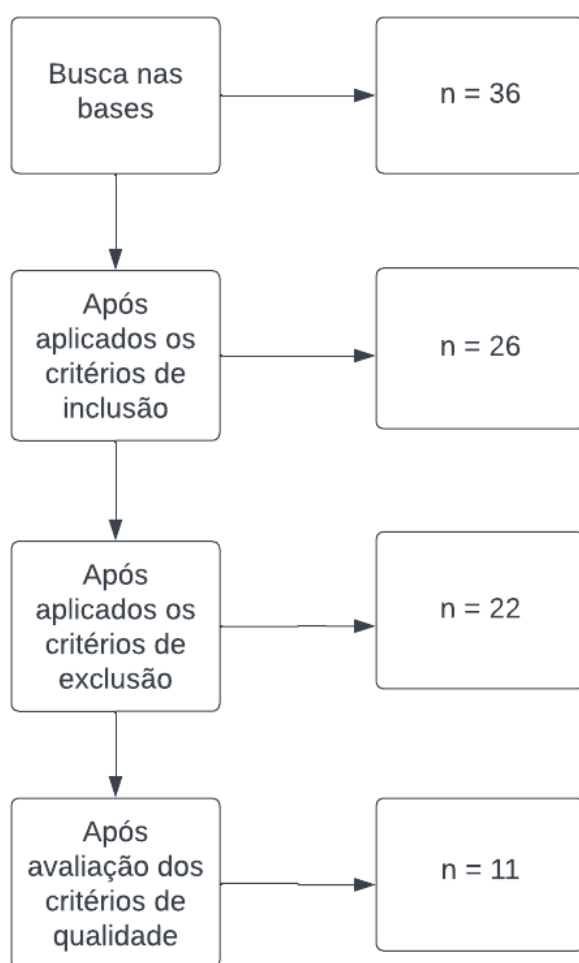 Busca nas
bases
n = 36
Após
aplicados os
critérios de
inclusão
n = 26
Após
aplicados os
critérios de
exclusão
n = 22
Após
avaliação dos
critérios de
qualidade
n = 11